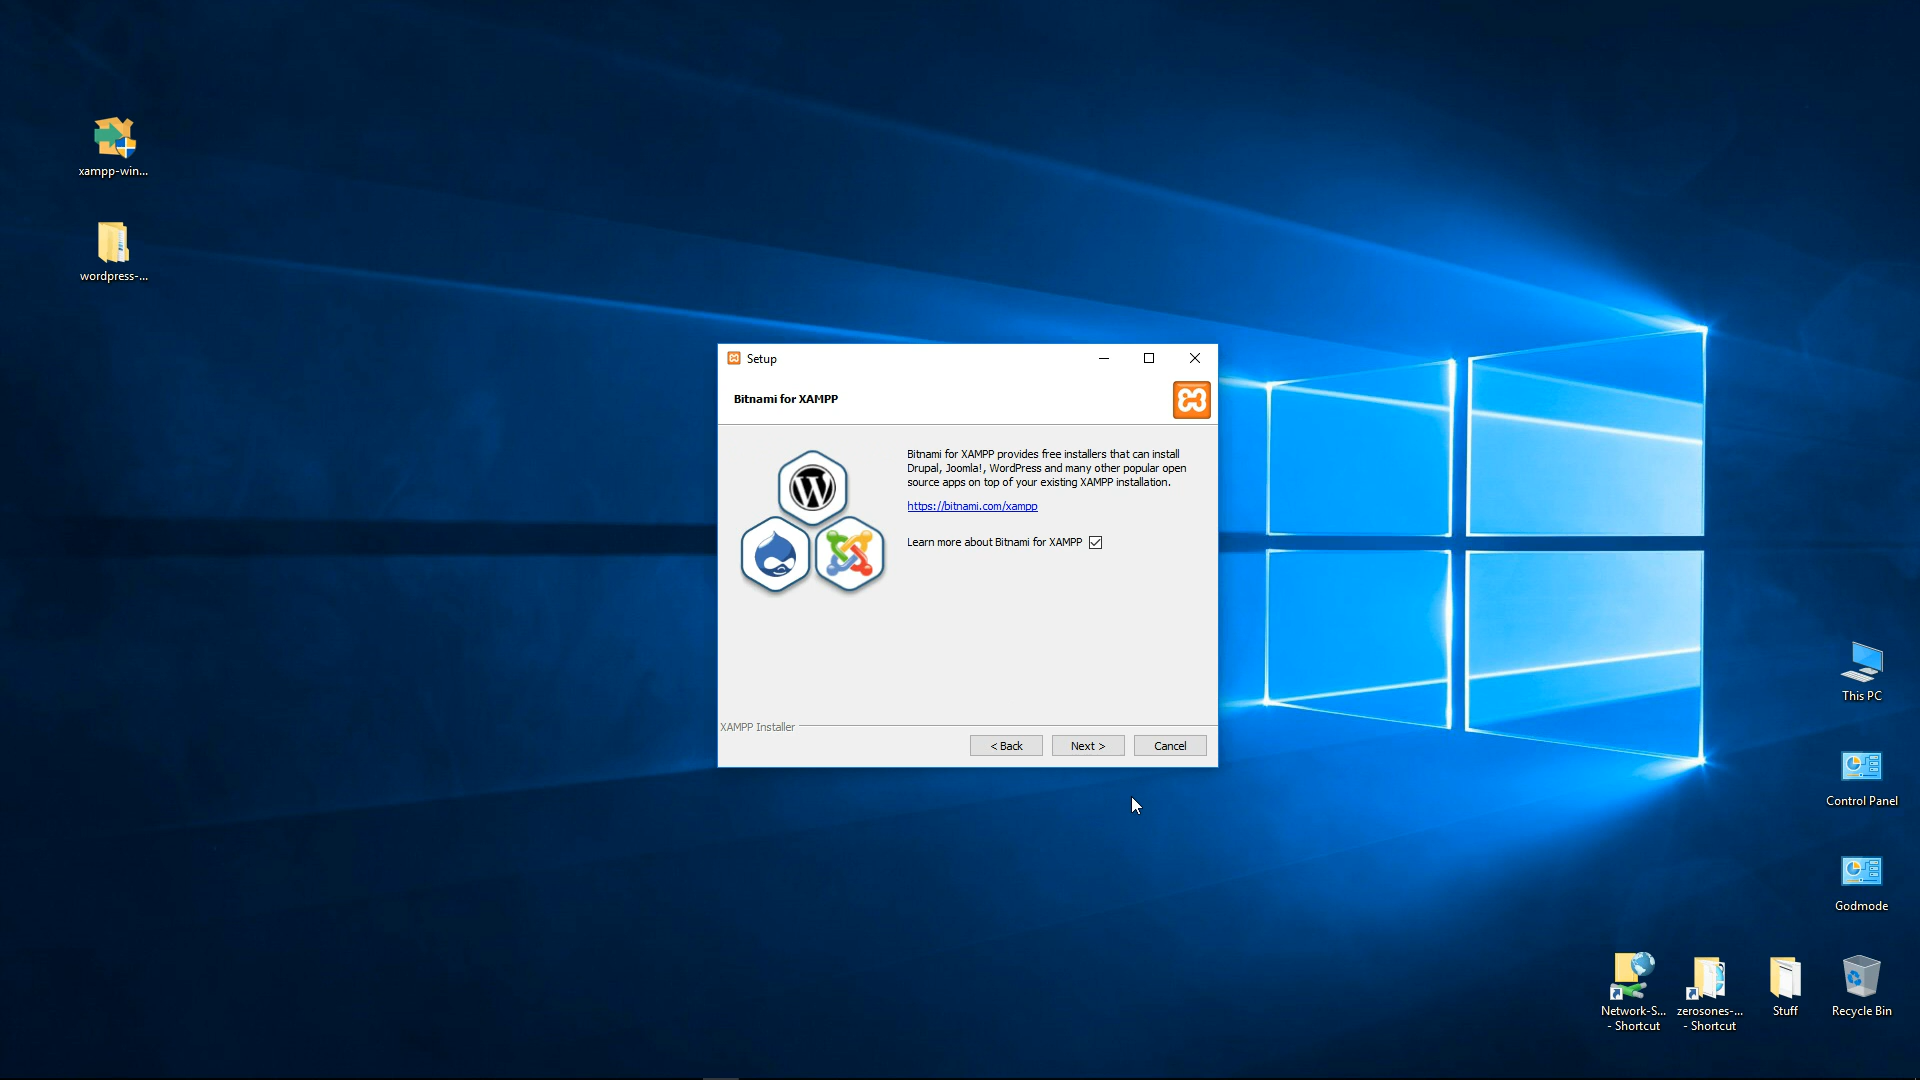 xampp-win...
wordpress-...
Setup
Bitnami for XAMPP
Bitnami for XAMPP provides free installers that can install
Drupal, Joomla!, WordPress and many other popular open
source apps on top of your existing XAMPP installation.
https://bitnami.com/xampp
Learn more about Bitnami for XAMPP
XAMPP Installer
< Back
Next >
Cancel
This PC
Control Panel
Godmode
Network-S...
- Shortcut
zerosones-...
- Shortcut
Stuff
Recycle Bin